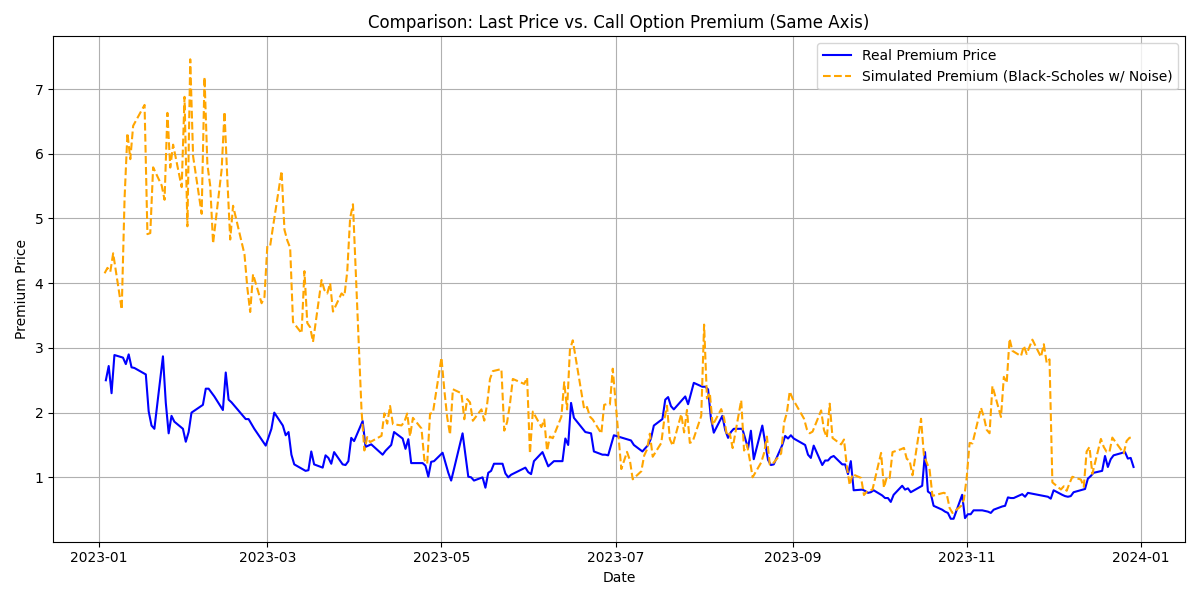 Comparison: Last Price vs. Call Option Premium (Same Axis)
Real Premium Price
Simulated Premium (Black-Scholes w/ Noise)
Premium Price
7
6
5
4
3
2
1
2023-01
2023-03
2023-05
2023-07
2023-09
2023-11
2024-01
Date